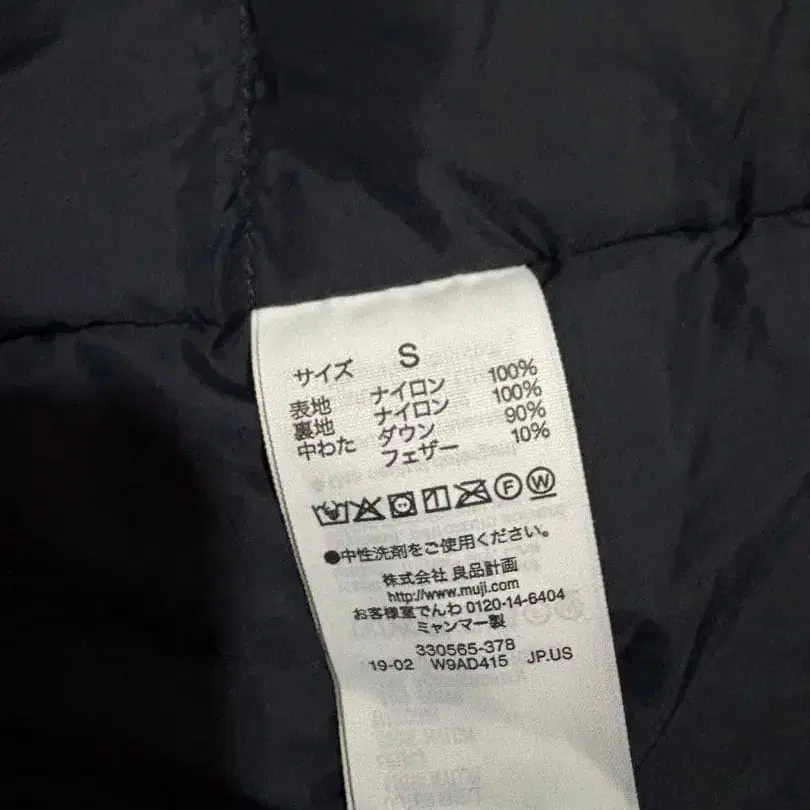 サイズ S
表地 ナイロン 100%
裏地 ナイロン 100%
中わた ダウン 90%
フェザー 10%
F W
●中性洗剤をご使用ください。
株式会社 良品計画
http://www.muji.com
お客様室でんわ 0120-14-6404
ミャンマー製
330565-378
19-02 W9AD415 JP.US